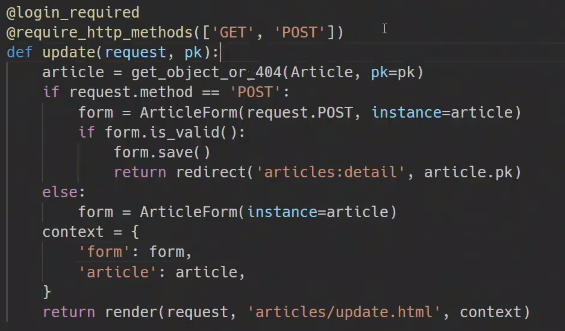 @login_required
@require_http_methods(['GET', 'POST'])
def update(request, pk):
    article = get_object_or_404(Article, pk=pk)
    if request.method == 'POST':
        form = ArticleForm(request.POST, instance=article)
        if form.is_valid():
            form.save()
            return redirect('articles:detail', article.pk)
    else:
        form = ArticleForm(instance=article)
    context = {
        'form': form,
        'article': article,
    }
    return render(request, 'articles/update.html', context)